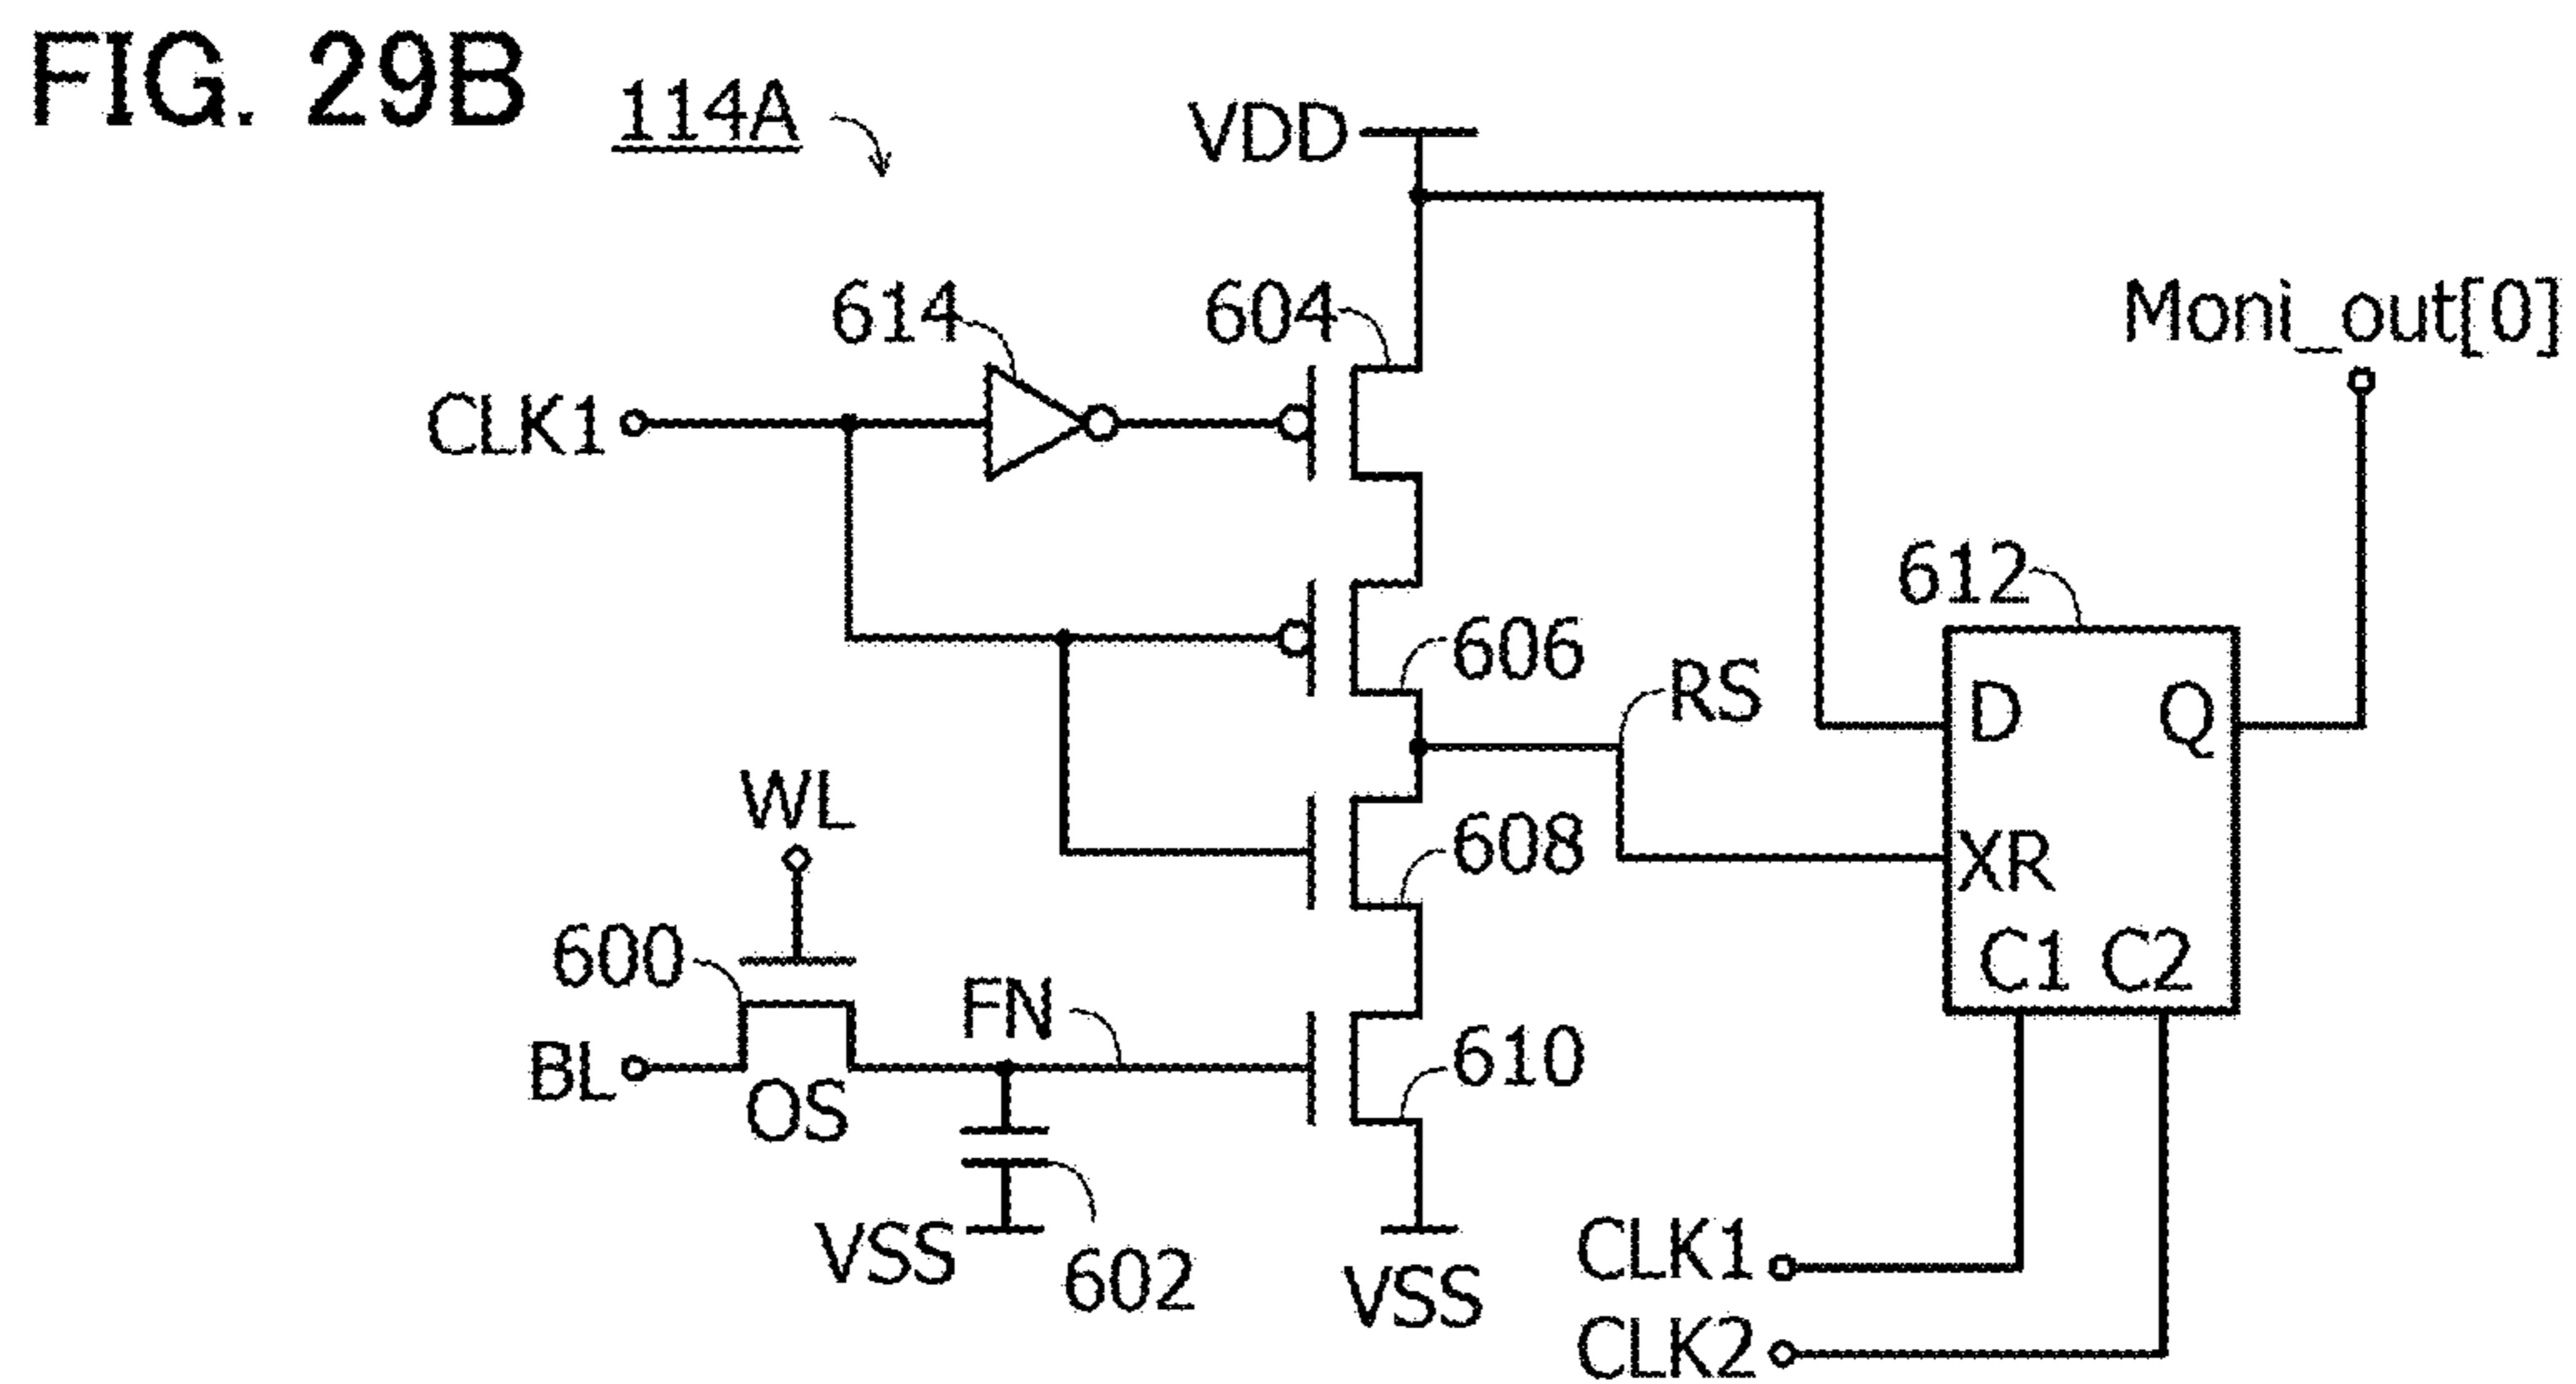 FIG. 29B
114A
VDD
614
604
Moni_out[0]
CLK1
612
606
RS
D
Q
WL
608
XR
600
C1
C2
FN
BL
OS
610
VSS
602
VSS
CLK1
CLK2